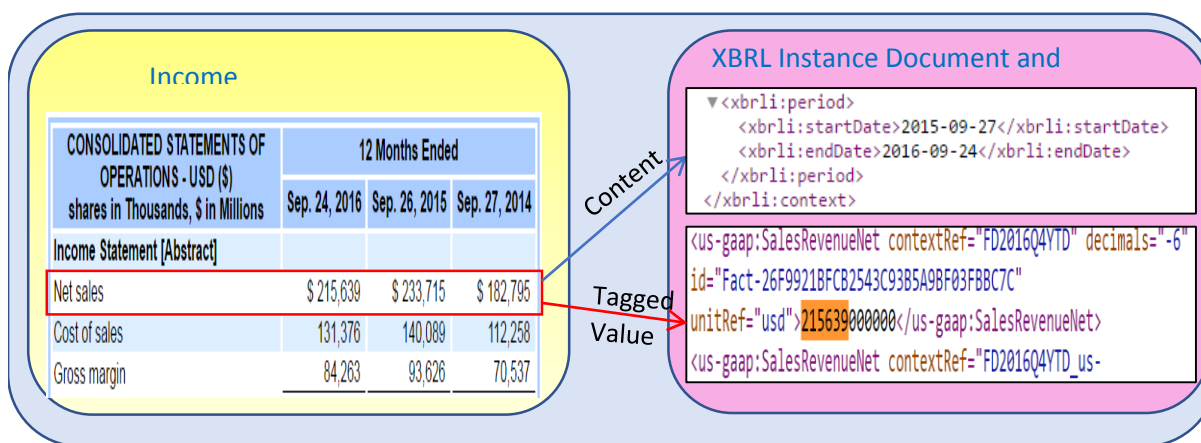 Income
CONSOLIDATED STATEMENTS OF
OPERATIONS - USD ($)
shares in Thousands, $ in Millions
12 Months Ended
Sep. 24, 2016 Sep. 26, 2015 Sep. 27, 2014
Income Statement [Abstract]
Net sales $ 215,639 $ 233,715 $ 182,795
Cost of sales 131,376 140,089 112,258
Gross margin 84,263 93,626 70,537
Content
Tagged
Value
XBRL Instance Document and
▼<xbrli:period>
<xbrli:startDate>2015-09-27</xbrli:startDate>
<xbrli:endDate>2016-09-24</xbrli:endDate>
</xbrli:period>
</xbrli:context>
<us-gaap:SalesRevenueNet contextRef="FD2016Q4YTD" decimals="-6"
id="Fact-26F9921BFCB2543C93B5A9BF03FBBC7C"
unitRef="usd">215639000000</us-gaap:SalesRevenueNet>
<us-gaap:SalesRevenueNet contextRef="FD2016Q4YTD_us-